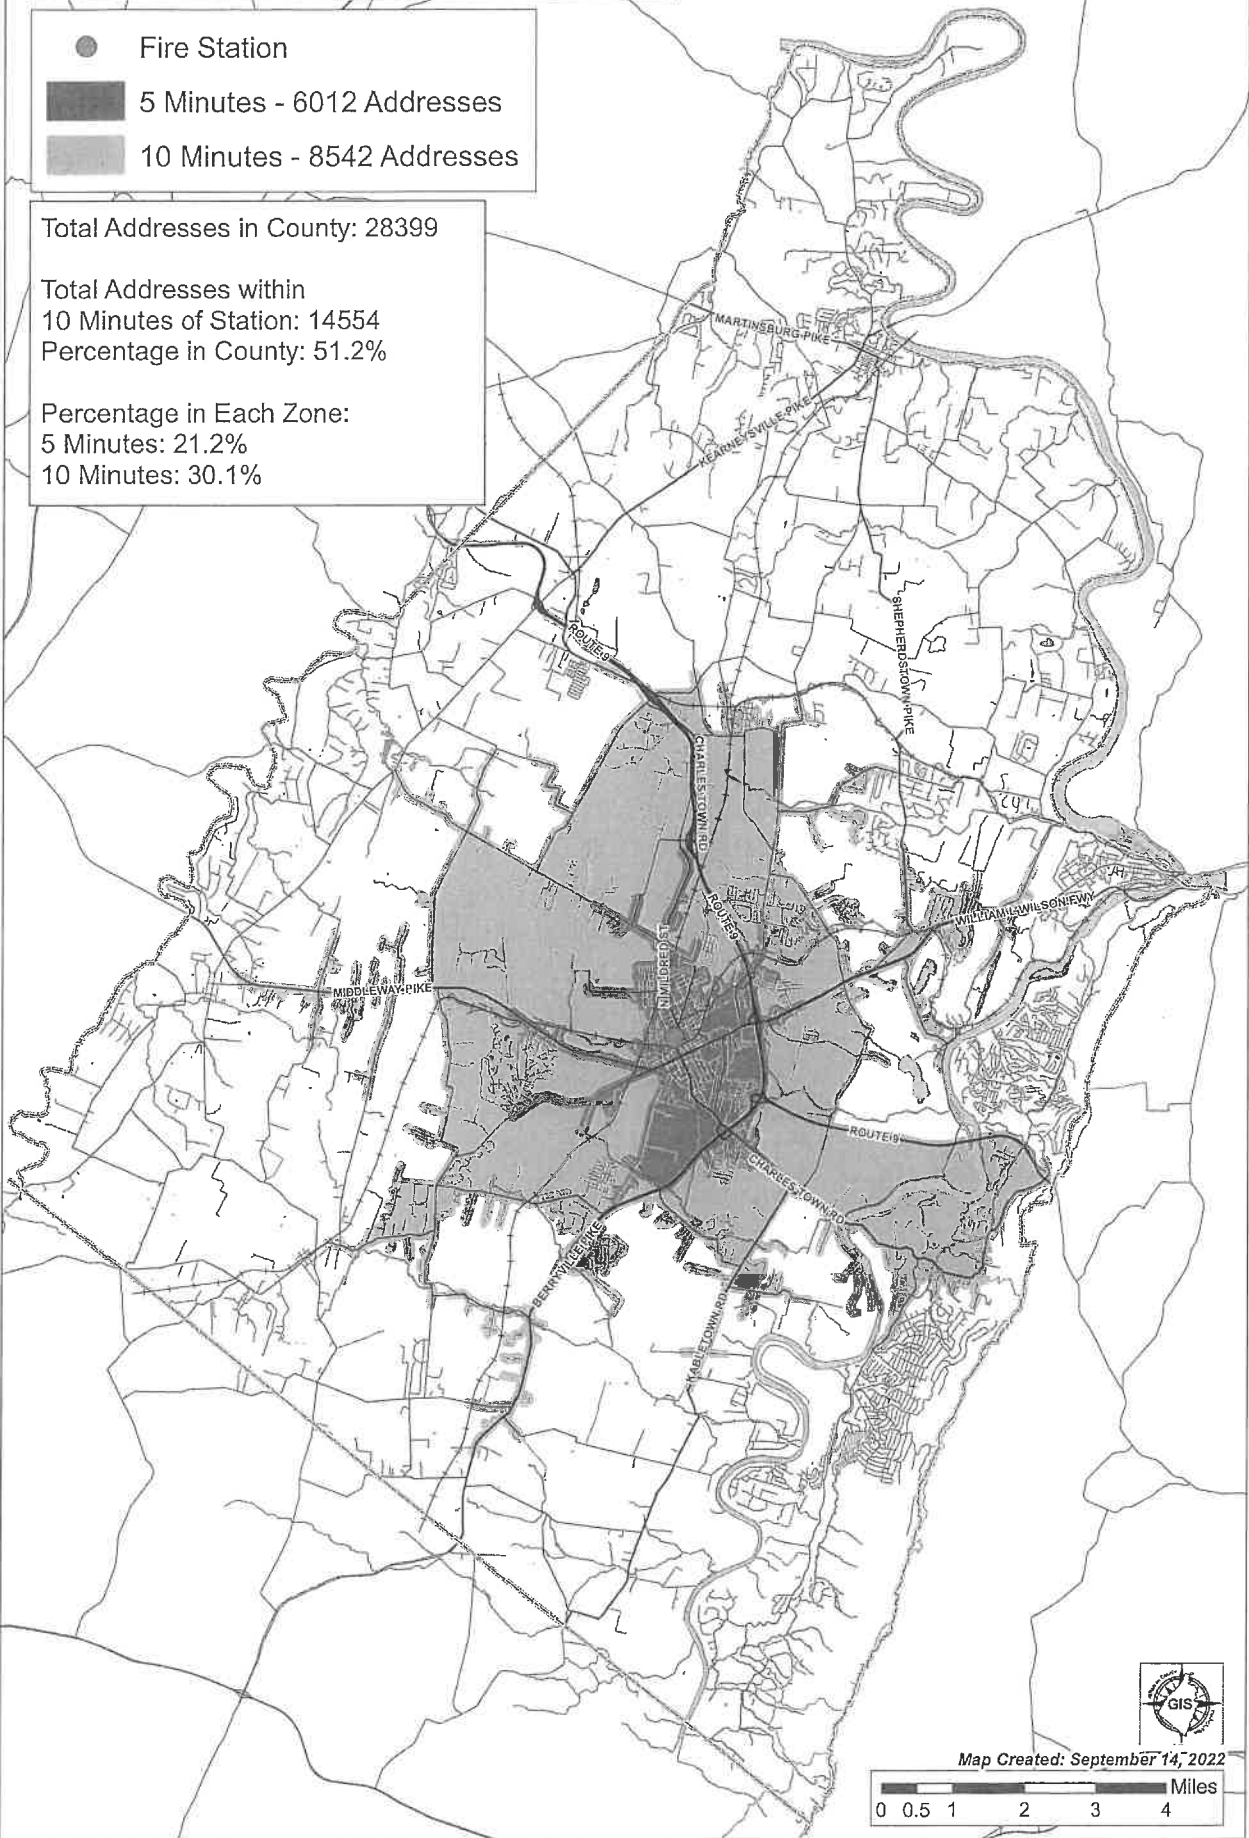 Fire Station
5 Minutes - 6012 Addresses
10 Minutes - 8542 Addresses
Total Addresses in County: 28399
Total Addresses within
10 Minutes of Station: 14554
Percentage in County: 51.2%
Percentage in Each Zone:
5 Minutes: 21.2%
10 Minutes: 30.1%
MARTINSBURG PIKE
KEARNEYSVILLE PIKE
SHEPHERDSTOWN PIKE
ROUTE 9
CHARLES TOWN RD
ROUTE 9
WILLIAM L WILSON FWY
N MILDRED ST
MIDDLEWAY PIKE
ROUTE 9
CHARLES TOWN RD
BERRYVILLE PIKE
KABLETOWN RD
GIS
Map Created: September 14, 2022
Miles
0 0.5 1 2 3 4